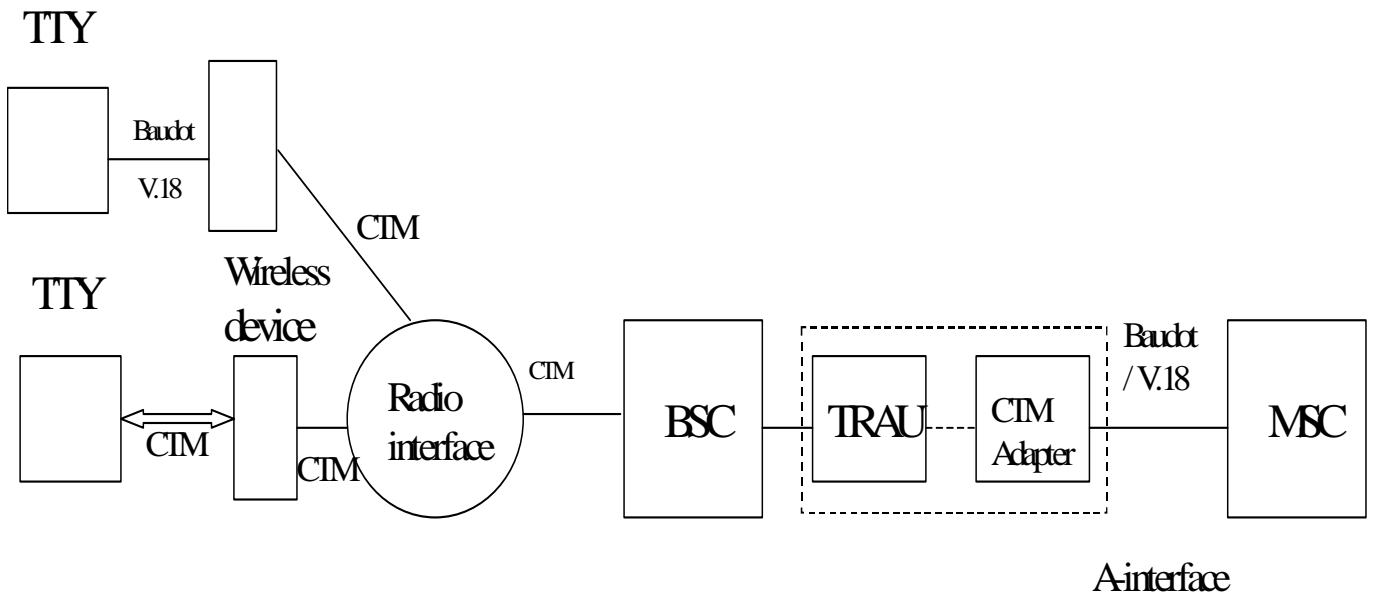 TTY
Baudot
V.18
CTM
Wireless
device
TTY
CTM
CTM
Radio
interface
CTM
BSC
TRAU
CTM
Adapter
Baudot
/ V.18
MSC
A-interface